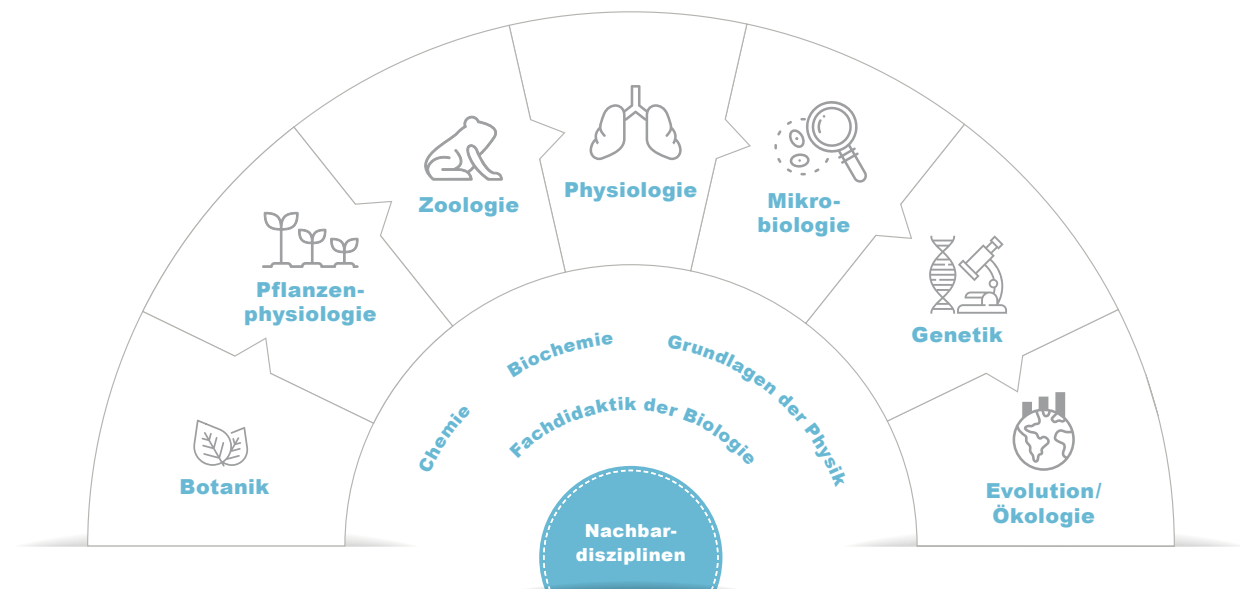 Botanik
Pflanzen-
physiologie
Zoologie
Physiologie
Mikro-
biologie
Genetik
Evolution/
Ökologie
Chemie
Biochemie
Grundlagen der Physik
Fachdidaktik der Biologie
Nachbar-
disziplinen